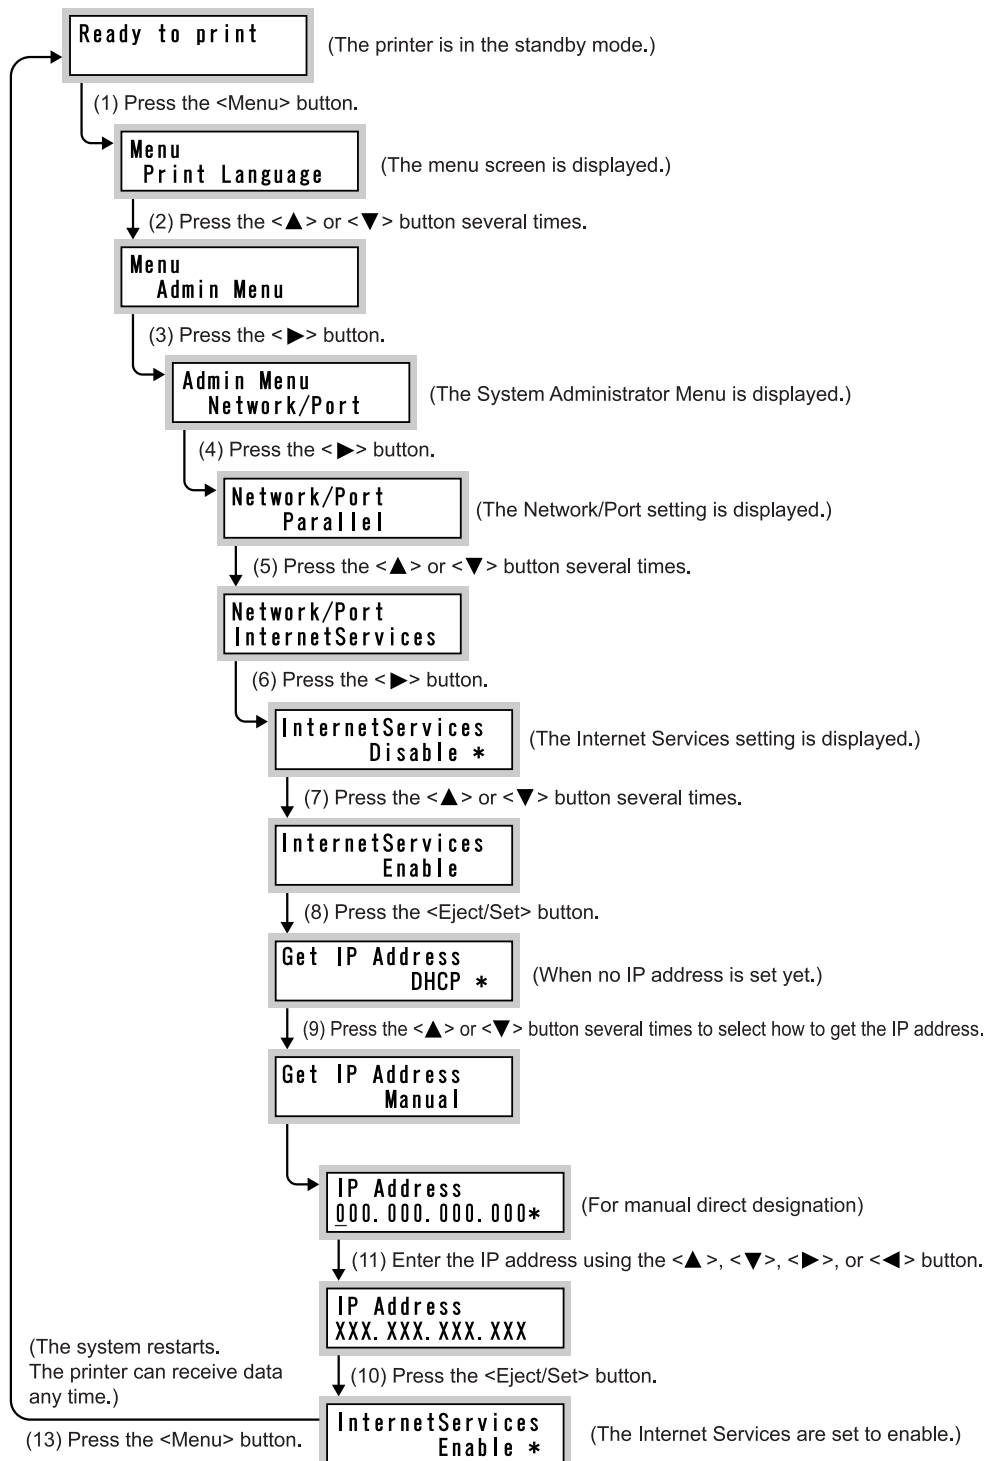 Ready to print
(The printer is in the standby mode.)
(1) Press the <Menu> button.
Menu
Print Language
(The menu screen is displayed.)
(2) Press the <▲> or <▼> button several times.
Menu
Admin Menu
(3) Press the <▶> button.
Admin Menu
Network/Port
(The System Administrator Menu is displayed.)
(4) Press the <▶> button.
Network/Port
Parallel
(The Network/Port setting is displayed.)
(5) Press the <▲> or <▼> button several times.
Network/Port
InternetServices
(6) Press the <▶> button.
InternetServices
Disable *
(The Internet Services setting is displayed.)
(7) Press the <▲> or <▼> button several times.
InternetServices
Enable
(8) Press the <Eject/Set> button.
Get IP Address
DHCP *
(When no IP address is set yet.)
(9) Press the <▲> or <▼> button several times to select how to get the IP address.
Get IP Address
Manual
IP Address
000.000.000.000*
(For manual direct designation)
(11) Enter the IP address using the <▲>, <▼>, <▶>, or <◀> button.
IP Address
XXX.XXX.XXX.XXX
(10) Press the <Eject/Set> button.
(The system restarts.
The printer can receive data
any time.)
(13) Press the <Menu> button.
InternetServices
Enable *
(The Internet Services are set to enable.)